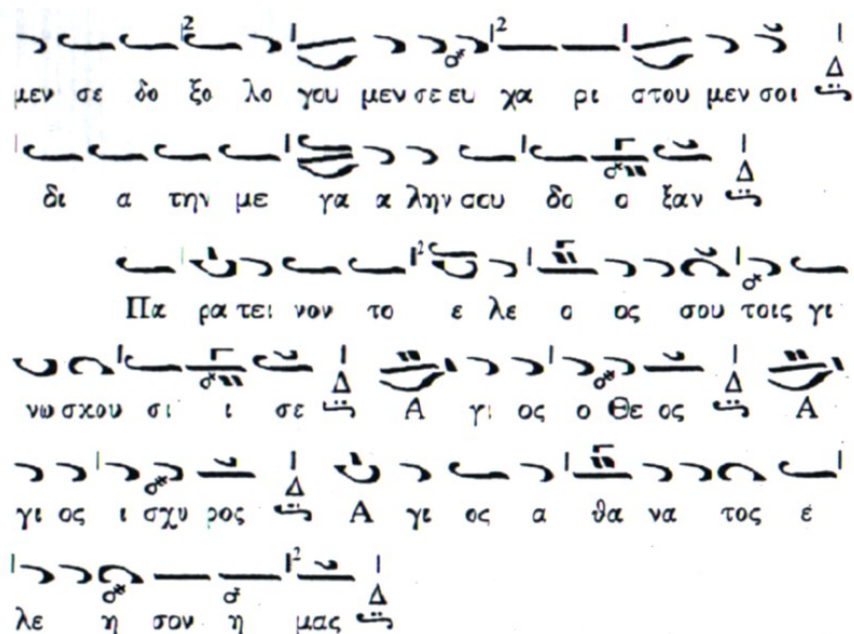 μεν σε δο ξο λο γου μεν σε ευ χα ρι στου μεν σοι Δ
δι α την με γα α λην σου δο ο ξαν Δ
Πα ρα τει νον το ε λε ο ος σου τοις γι
νω σκου σι ι σε Δ Α γι ος ο Θε ος Δ Α
γι ος ι σχυ ρος Δ Α γι ος α θα να τος ε
λε η σον η μας Δ